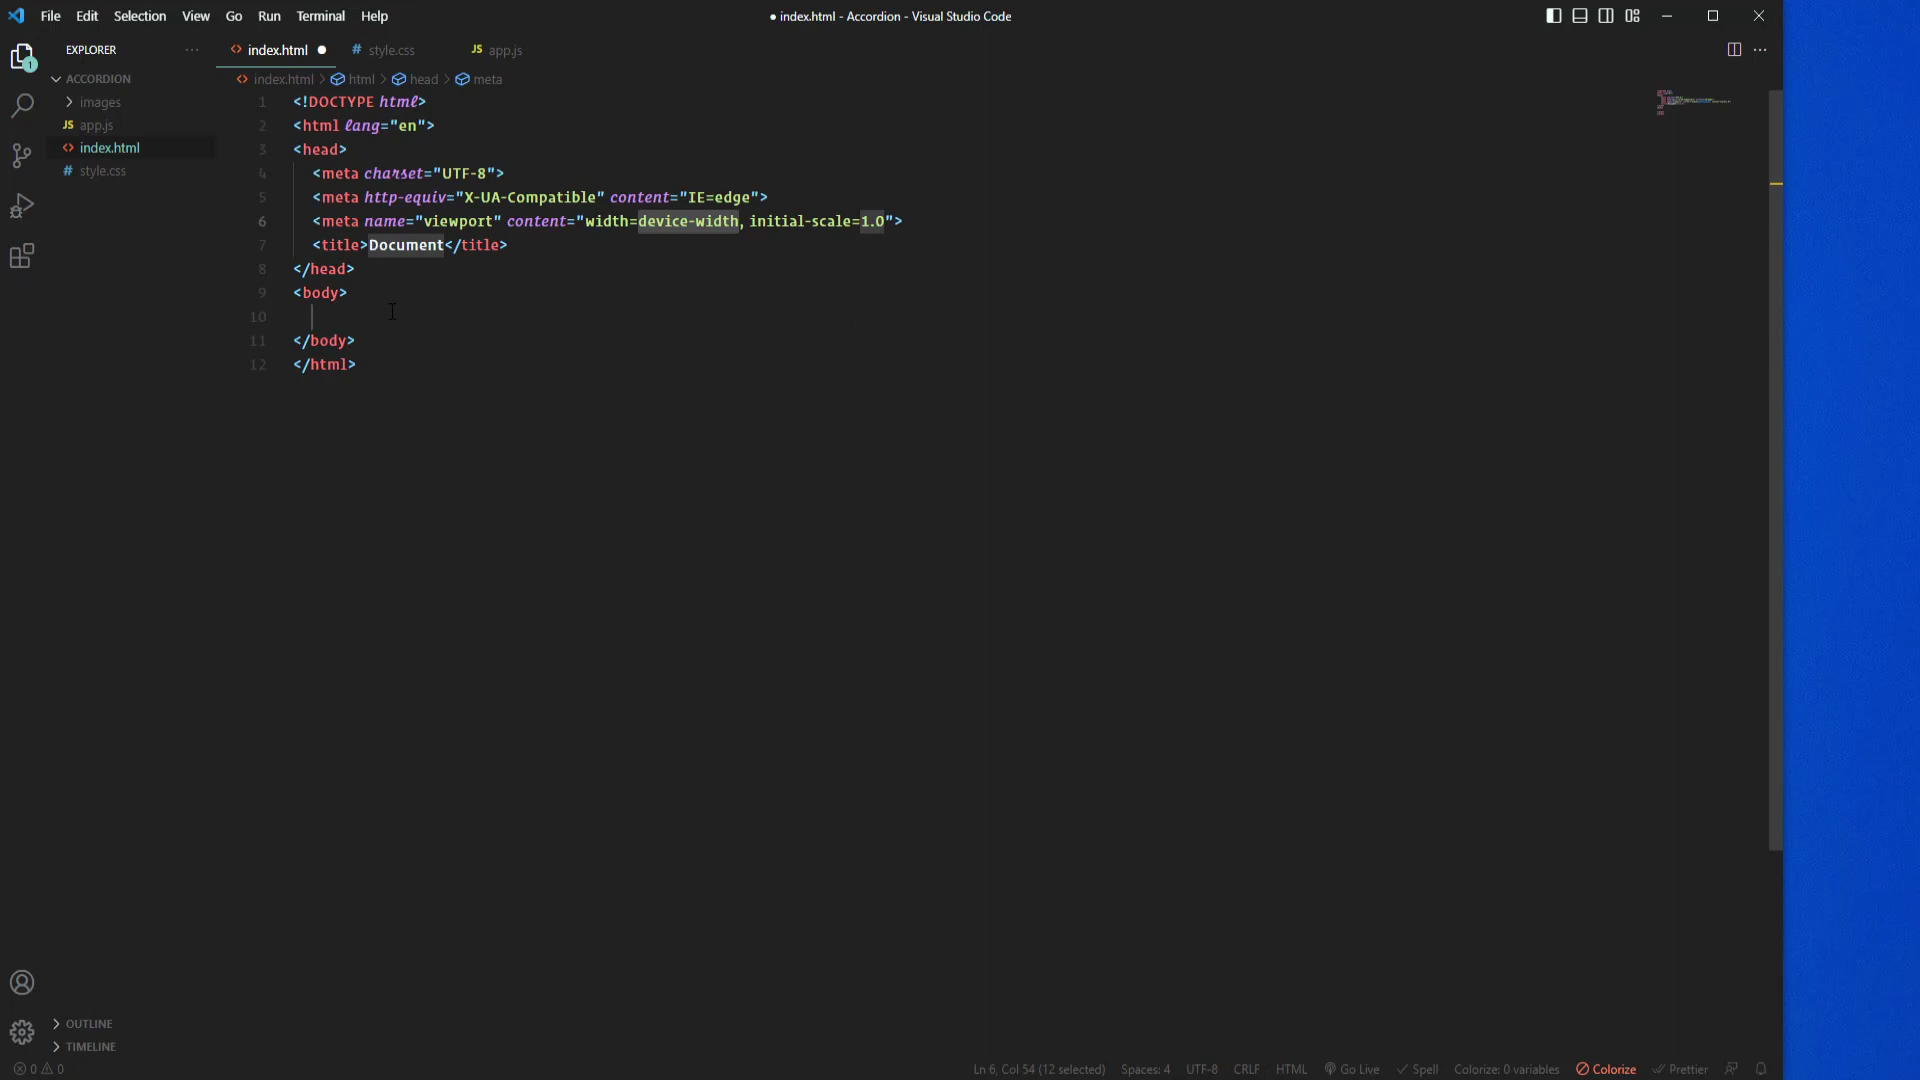 File Edit Selection View Go Run Terminal Help
● index.html - Accordion - Visual Studio Code
EXPLORER ···
<> index.html ●
# style.css
JS app.js
ACCORDION
index.html > html > head > meta
images
JS app.js
<> index.html
# style.css
1 <!DOCTYPE html>
2 <html lang="en">
3 <head>
4 <meta charset="UTF-8">
5 <meta http-equiv="X-UA-Compatible" content="IE=edge">
6 <meta name="viewport" content="width=device-width, initial-scale=1.0">
7 <title>Document</title>
8 </head>
9 <body>
10
11 </body>
12 </html>
1
OUTLINE
TIMELINE
0 0
Ln 6, Col 54 (12 selected) Spaces: 4 UTF-8 CRLF HTML Go Live Spell Colorize: 0 variables Colorize Prettier